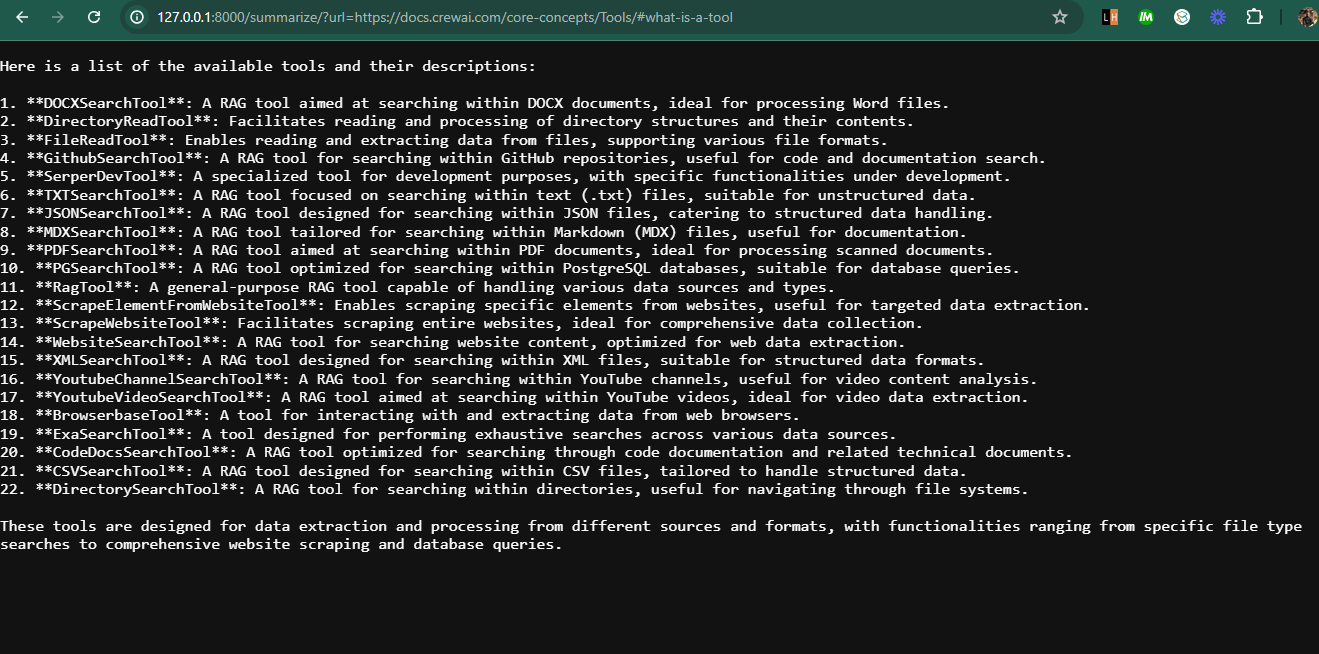 127.0.0.1:8000/summarize/?url=https://docs.crewai.com/core-concepts/Tools/#what-is-a-tool
LH
IM
Here is a list of the available tools and their descriptions:
1. **DOCXSearchTool**: A RAG tool aimed at searching within DOCX documents, ideal for processing Word files.
2. **DirectoryReadTool**: Facilitates reading and processing of directory structures and their contents.
3. **FileReadTool**: Enables reading and extracting data from files, supporting various file formats.
4. **GithubSearchTool**: A RAG tool for searching within GitHub repositories, useful for code and documentation search.
5. **SerperDevTool**: A specialized tool for development purposes, with specific functionalities under development.
6. **TXTSearchTool**: A RAG tool focused on searching within text (.txt) files, suitable for unstructured data.
7. **JSONSearchTool**: A RAG tool designed for searching within JSON files, catering to structured data handling.
8. **MDXSearchTool**: A RAG tool tailored for searching within Markdown (MDX) files, useful for documentation.
9. **PDFSearchTool**: A RAG tool aimed at searching within PDF documents, ideal for processing scanned documents.
10. **PGSearchTool**: A RAG tool optimized for searching within PostgreSQL databases, suitable for database queries.
11. **RagTool**: A general-purpose RAG tool capable of handling various data sources and types.
12. **ScrapeElementFromWebsiteTool**: Enables scraping specific elements from websites, useful for targeted data extraction.
13. **ScrapeWebsiteTool**: Facilitates scraping entire websites, ideal for comprehensive data collection.
14. **WebsiteSearchTool**: A RAG tool for searching website content, optimized for web data extraction.
15. **XMLSearchTool**: A RAG tool designed for searching within XML files, suitable for structured data formats.
16. **YoutubeChannelSearchTool**: A RAG tool for searching within YouTube channels, useful for video content analysis.
17. **YoutubeVideoSearchTool**: A RAG tool aimed at searching within YouTube videos, ideal for video data extraction.
18. **BrowserbaseTool**: A tool for interacting with and extracting data from web browsers.
19. **ExaSearchTool**: A tool designed for performing exhaustive searches across various data sources.
20. **CodeDocsSearchTool**: A RAG tool optimized for searching through code documentation and related technical documents.
21. **CSVSearchTool**: A RAG tool designed for searching within CSV files, tailored to handle structured data.
22. **DirectorySearchTool**: A RAG tool for searching within directories, useful for navigating through file systems.
These tools are designed for data extraction and processing from different sources and formats, with functionalities ranging from specific file type
searches to comprehensive website scraping and database queries.